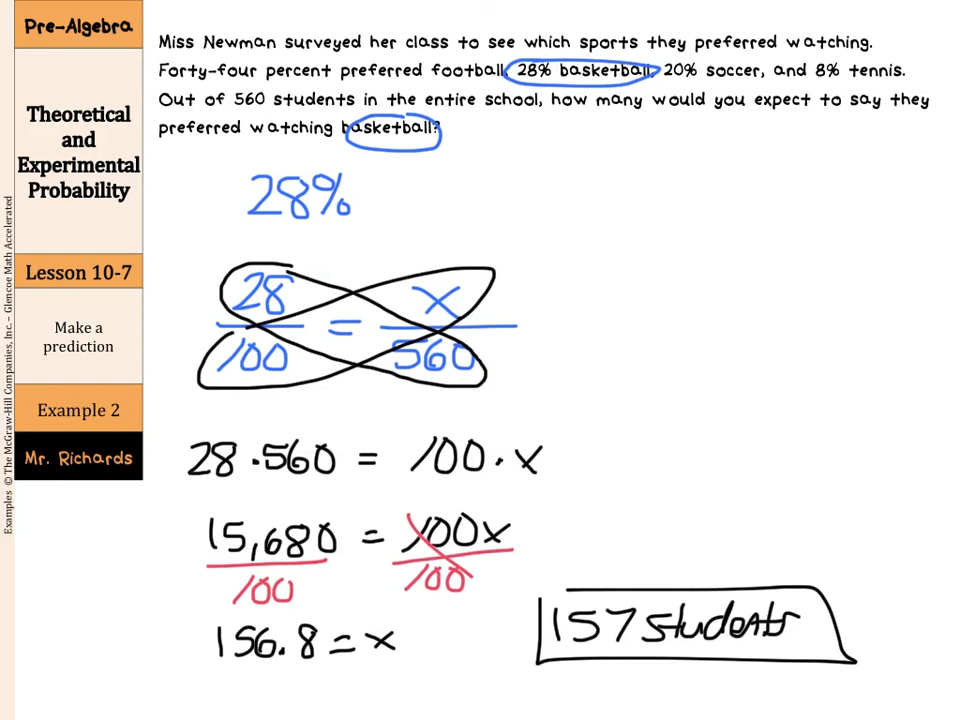 Pre-Algebra
Theoretical
and
Experimental
Probability
Lesson 10-7
Make a
prediction
Example 2
Mr. Richards
Examples © The McGraw-Hill Companies, Inc. – Glencoe Math Accelerated
Miss Newman surveyed her class to see which sports they preferred watching.
Forty-four percent preferred football, 28% basketball, 20% soccer, and 8% tennis.
Out of 560 students in the entire school, how many would you expect to say they
preferred watching basketball?
28%
28/100 = x/560
28 · 560 = 100 · x
15,680/100 = 100x/100
156.8 = x
157 students